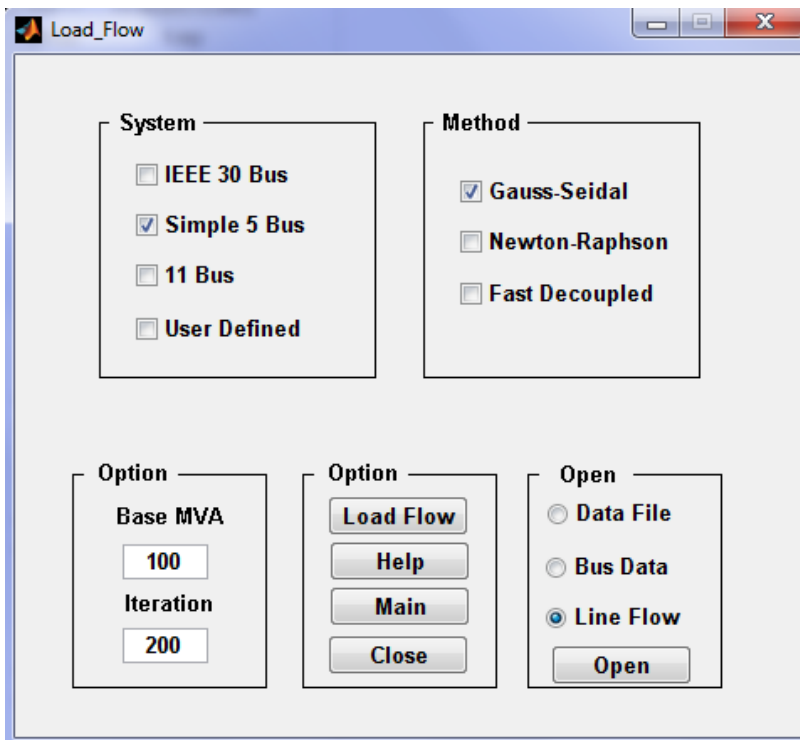 Load_Flow
System
IEEE 30 Bus
Simple 5 Bus
11 Bus
User Defined
Method
Gauss-Seidal
Newton-Raphson
Fast Decoupled
Option
Base MVA
100
Iteration
200
Option
Load Flow
Help
Main
Close
Open
Data File
Bus Data
Line Flow
Open